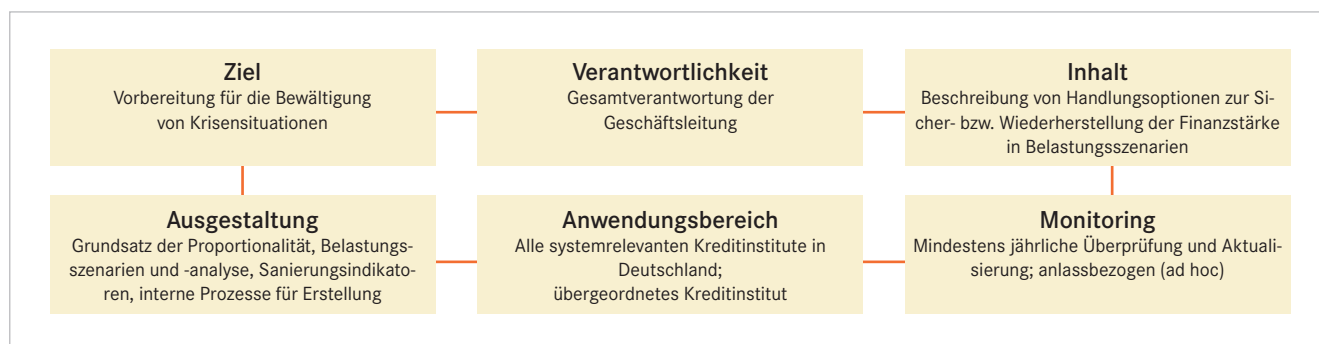 Ziel
Vorbereitung für die Bewältigung
von Krisensituationen
Verantwortlichkeit
Gesamtverantwortung der
Geschäftsleitung
Inhalt
Beschreibung von Handlungsoptionen zur Si-
cher- bzw. Wiederherstellung der Finanzstärke
in Belastungsszenarien
Ausgestaltung
Grundsatz der Proportionalität, Belastungs-
szenarien und -analyse, Sanierungsindikato-
ren, interne Prozesse für Erstellung
Anwendungsbereich
Alle systemrelevanten Kreditinstitute in
Deutschland;
übergeordnetes Kreditinstitut
Monitoring
Mindestens jährliche Überprüfung und Aktuali-
sierung; anlassbezogen (ad hoc)